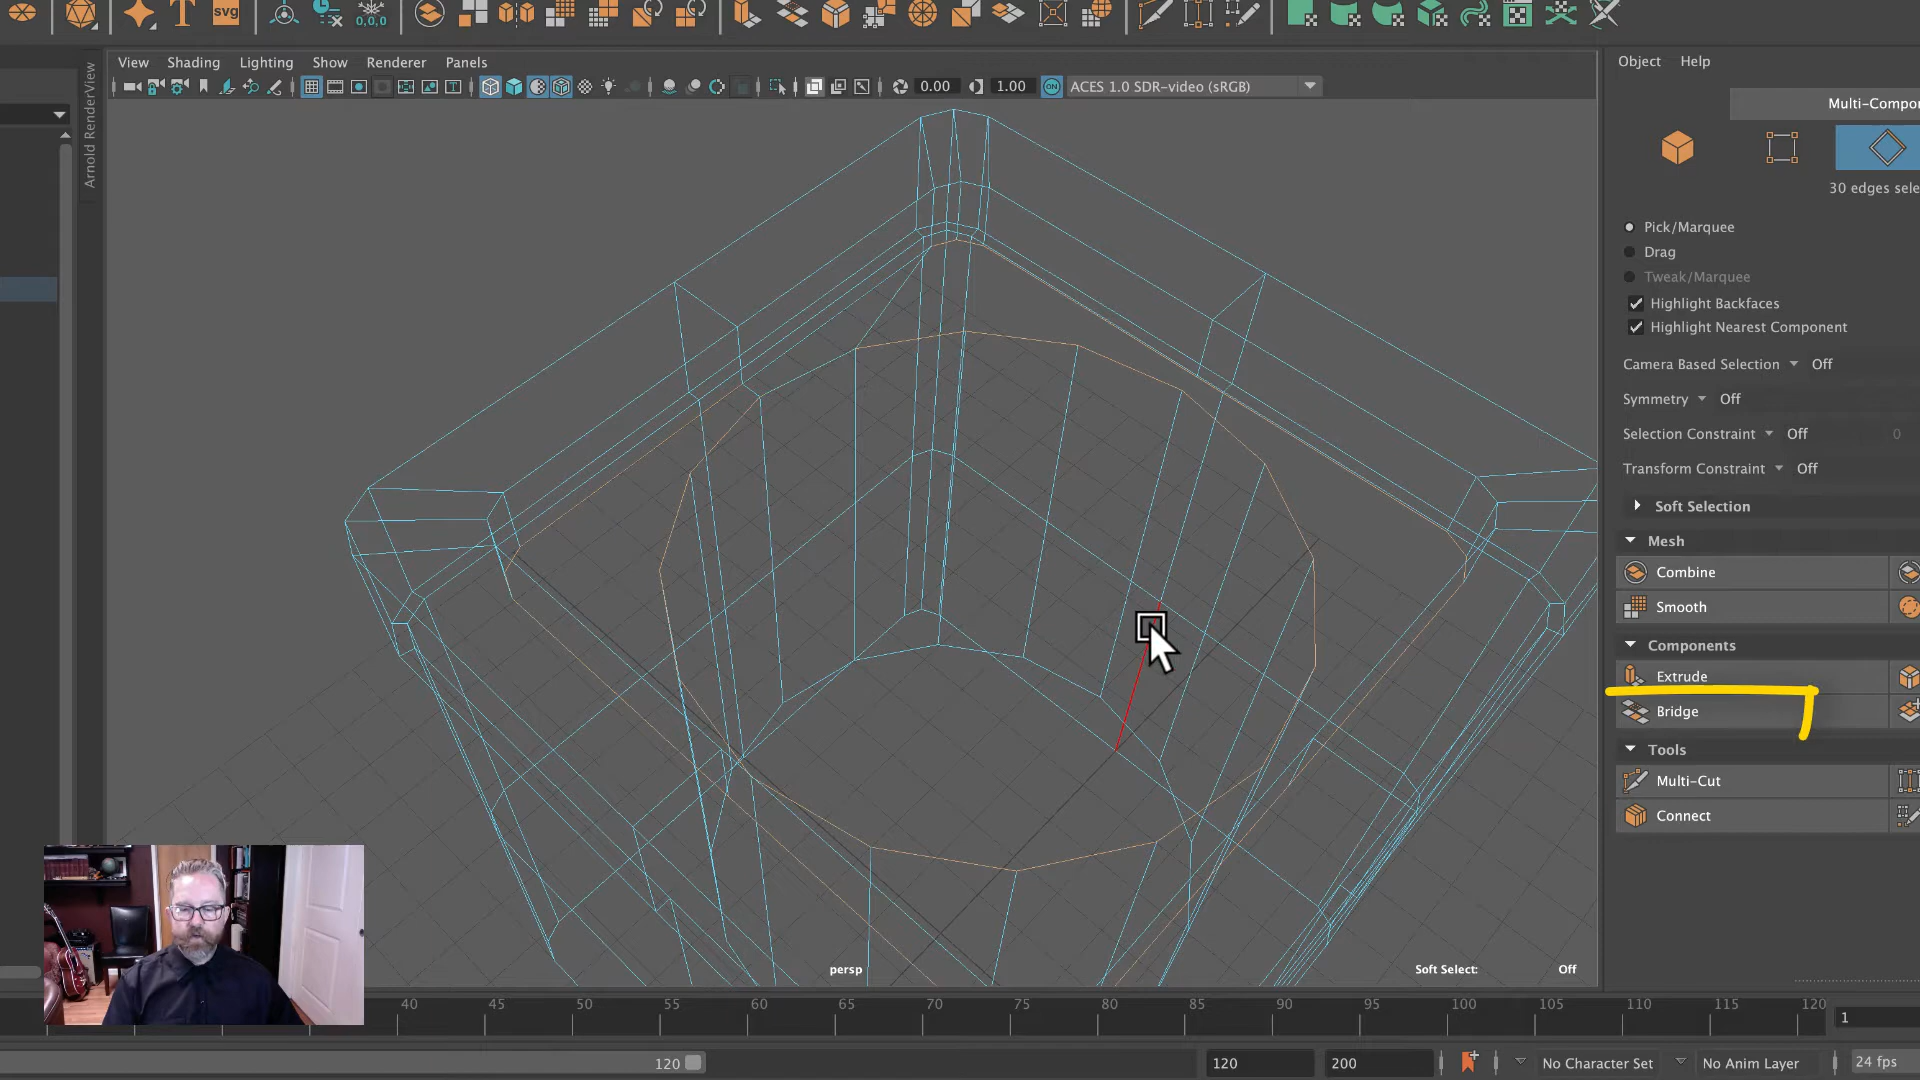 svg
0,0,0
View Shading Lighting Show Renderer Panels
0.00 1.00 ON ACES 1.0 SDR-video (sRGB)
Arnold RenderView
Object Help
Multi-Compo
30 edges sele
Pick/Marquee
Drag
Tweak/Marquee
Highlight Backfaces
Highlight Nearest Component
Camera Based Selection Off
Symmetry Off
Selection Constraint Off 0
Transform Constraint Off
Soft Selection
Mesh
Combine
Smooth
Components
Extrude
Bridge
Tools
Multi-Cut
Connect
persp
Soft Select: Off
40 45 50 55 60 65 70 75 80 85 90 95 100 105 110 115 120
1
120
120 200 No Character Set No Anim Layer 24 fps